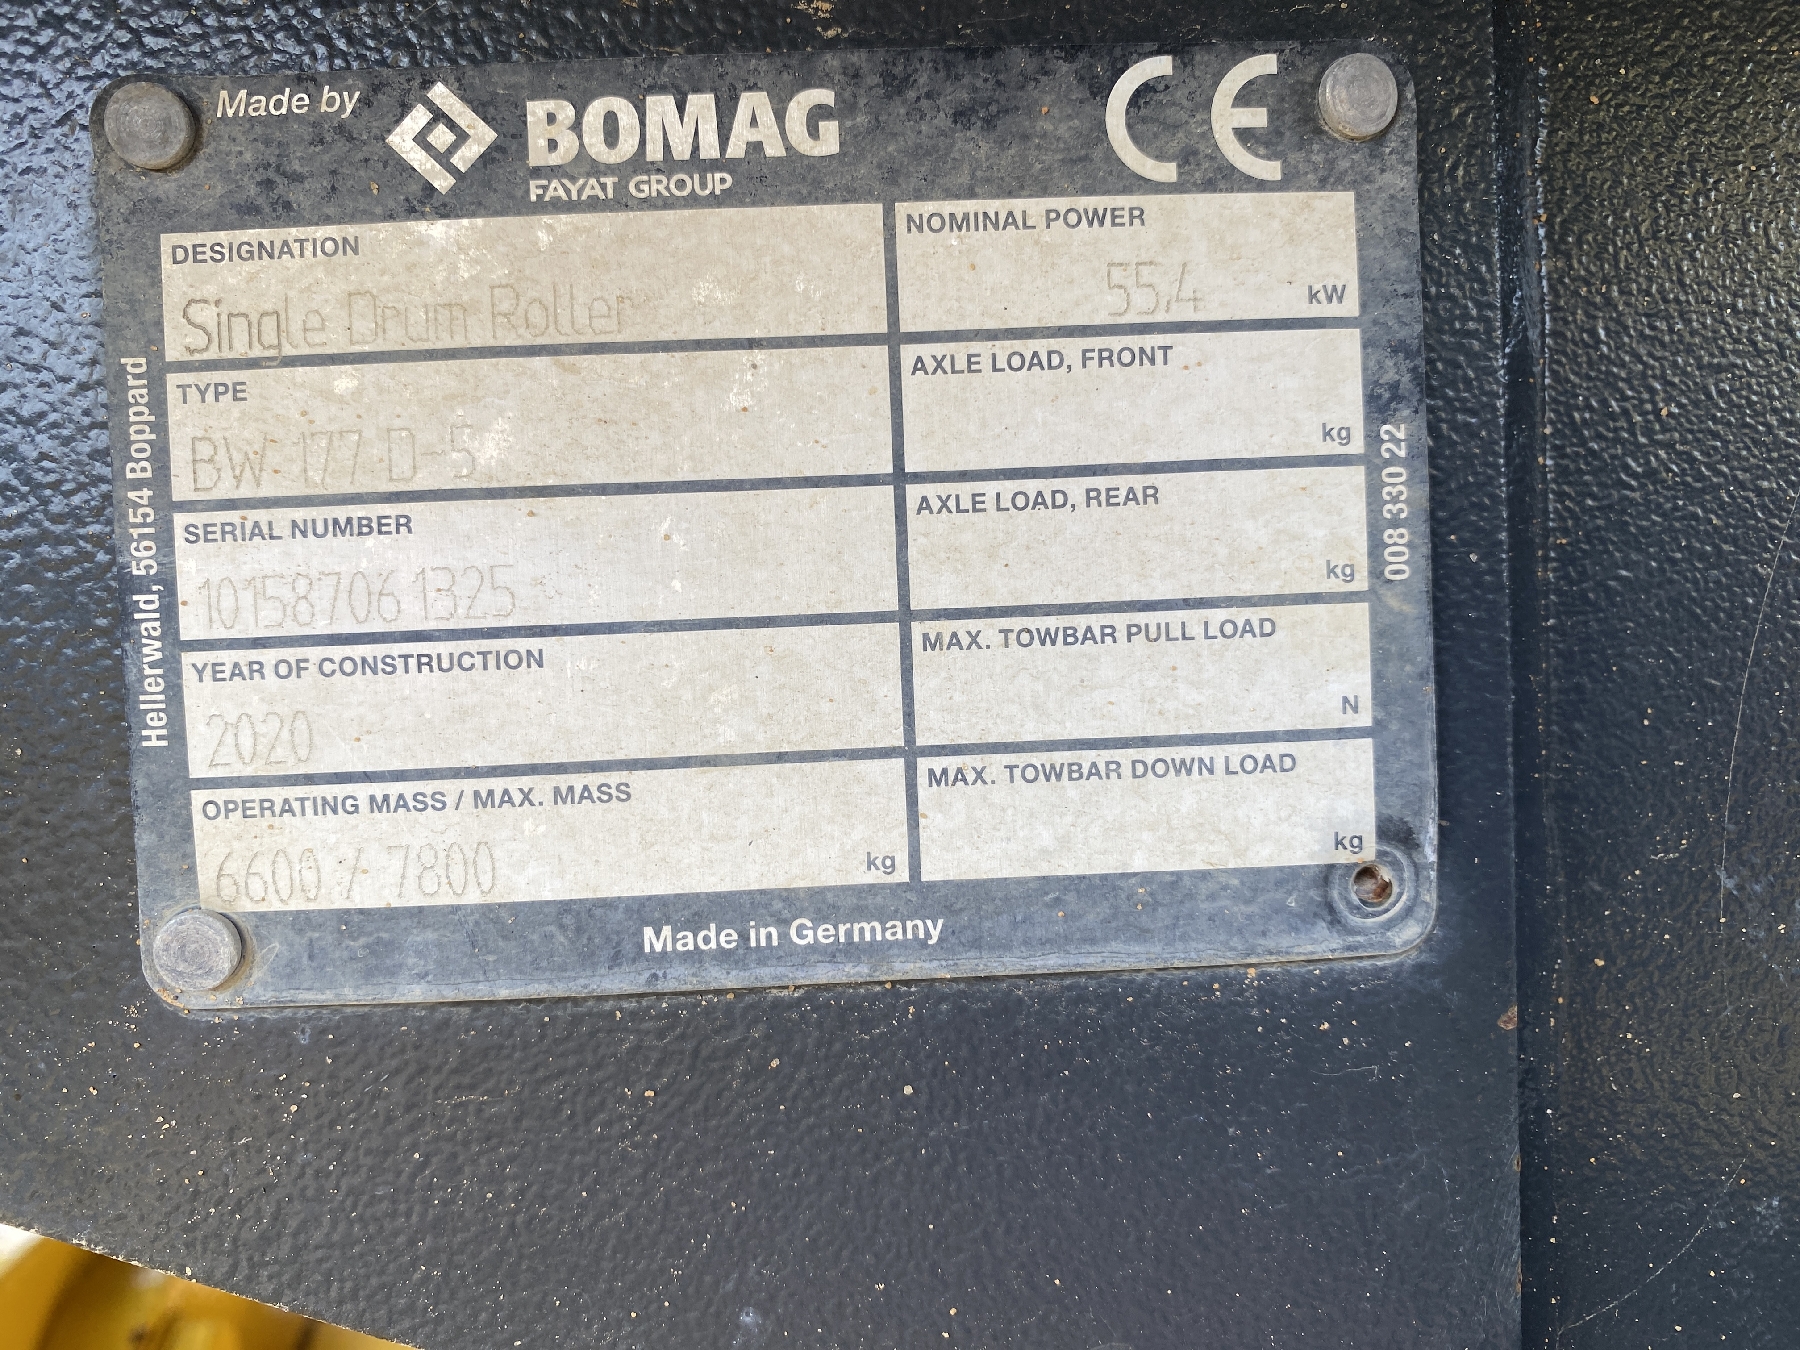 Made by
BOMAG
FAYAT GROUP
CE
DESIGNATION
Single Drum Roller
TYPE
BW 177 D-5
SERIAL NUMBER
101587061325
YEAR OF CONSTRUCTION
2020
OPERATING MASS / MAX. MASS
6600 / 7800 kg
NOMINAL POWER
55,4 kW
AXLE LOAD, FRONT
kg
AXLE LOAD, REAR
kg
MAX. TOWBAR PULL LOAD
N
MAX. TOWBAR DOWN LOAD
kg
Made in Germany
Hellerwald, 56154 Boppard
008 330 22